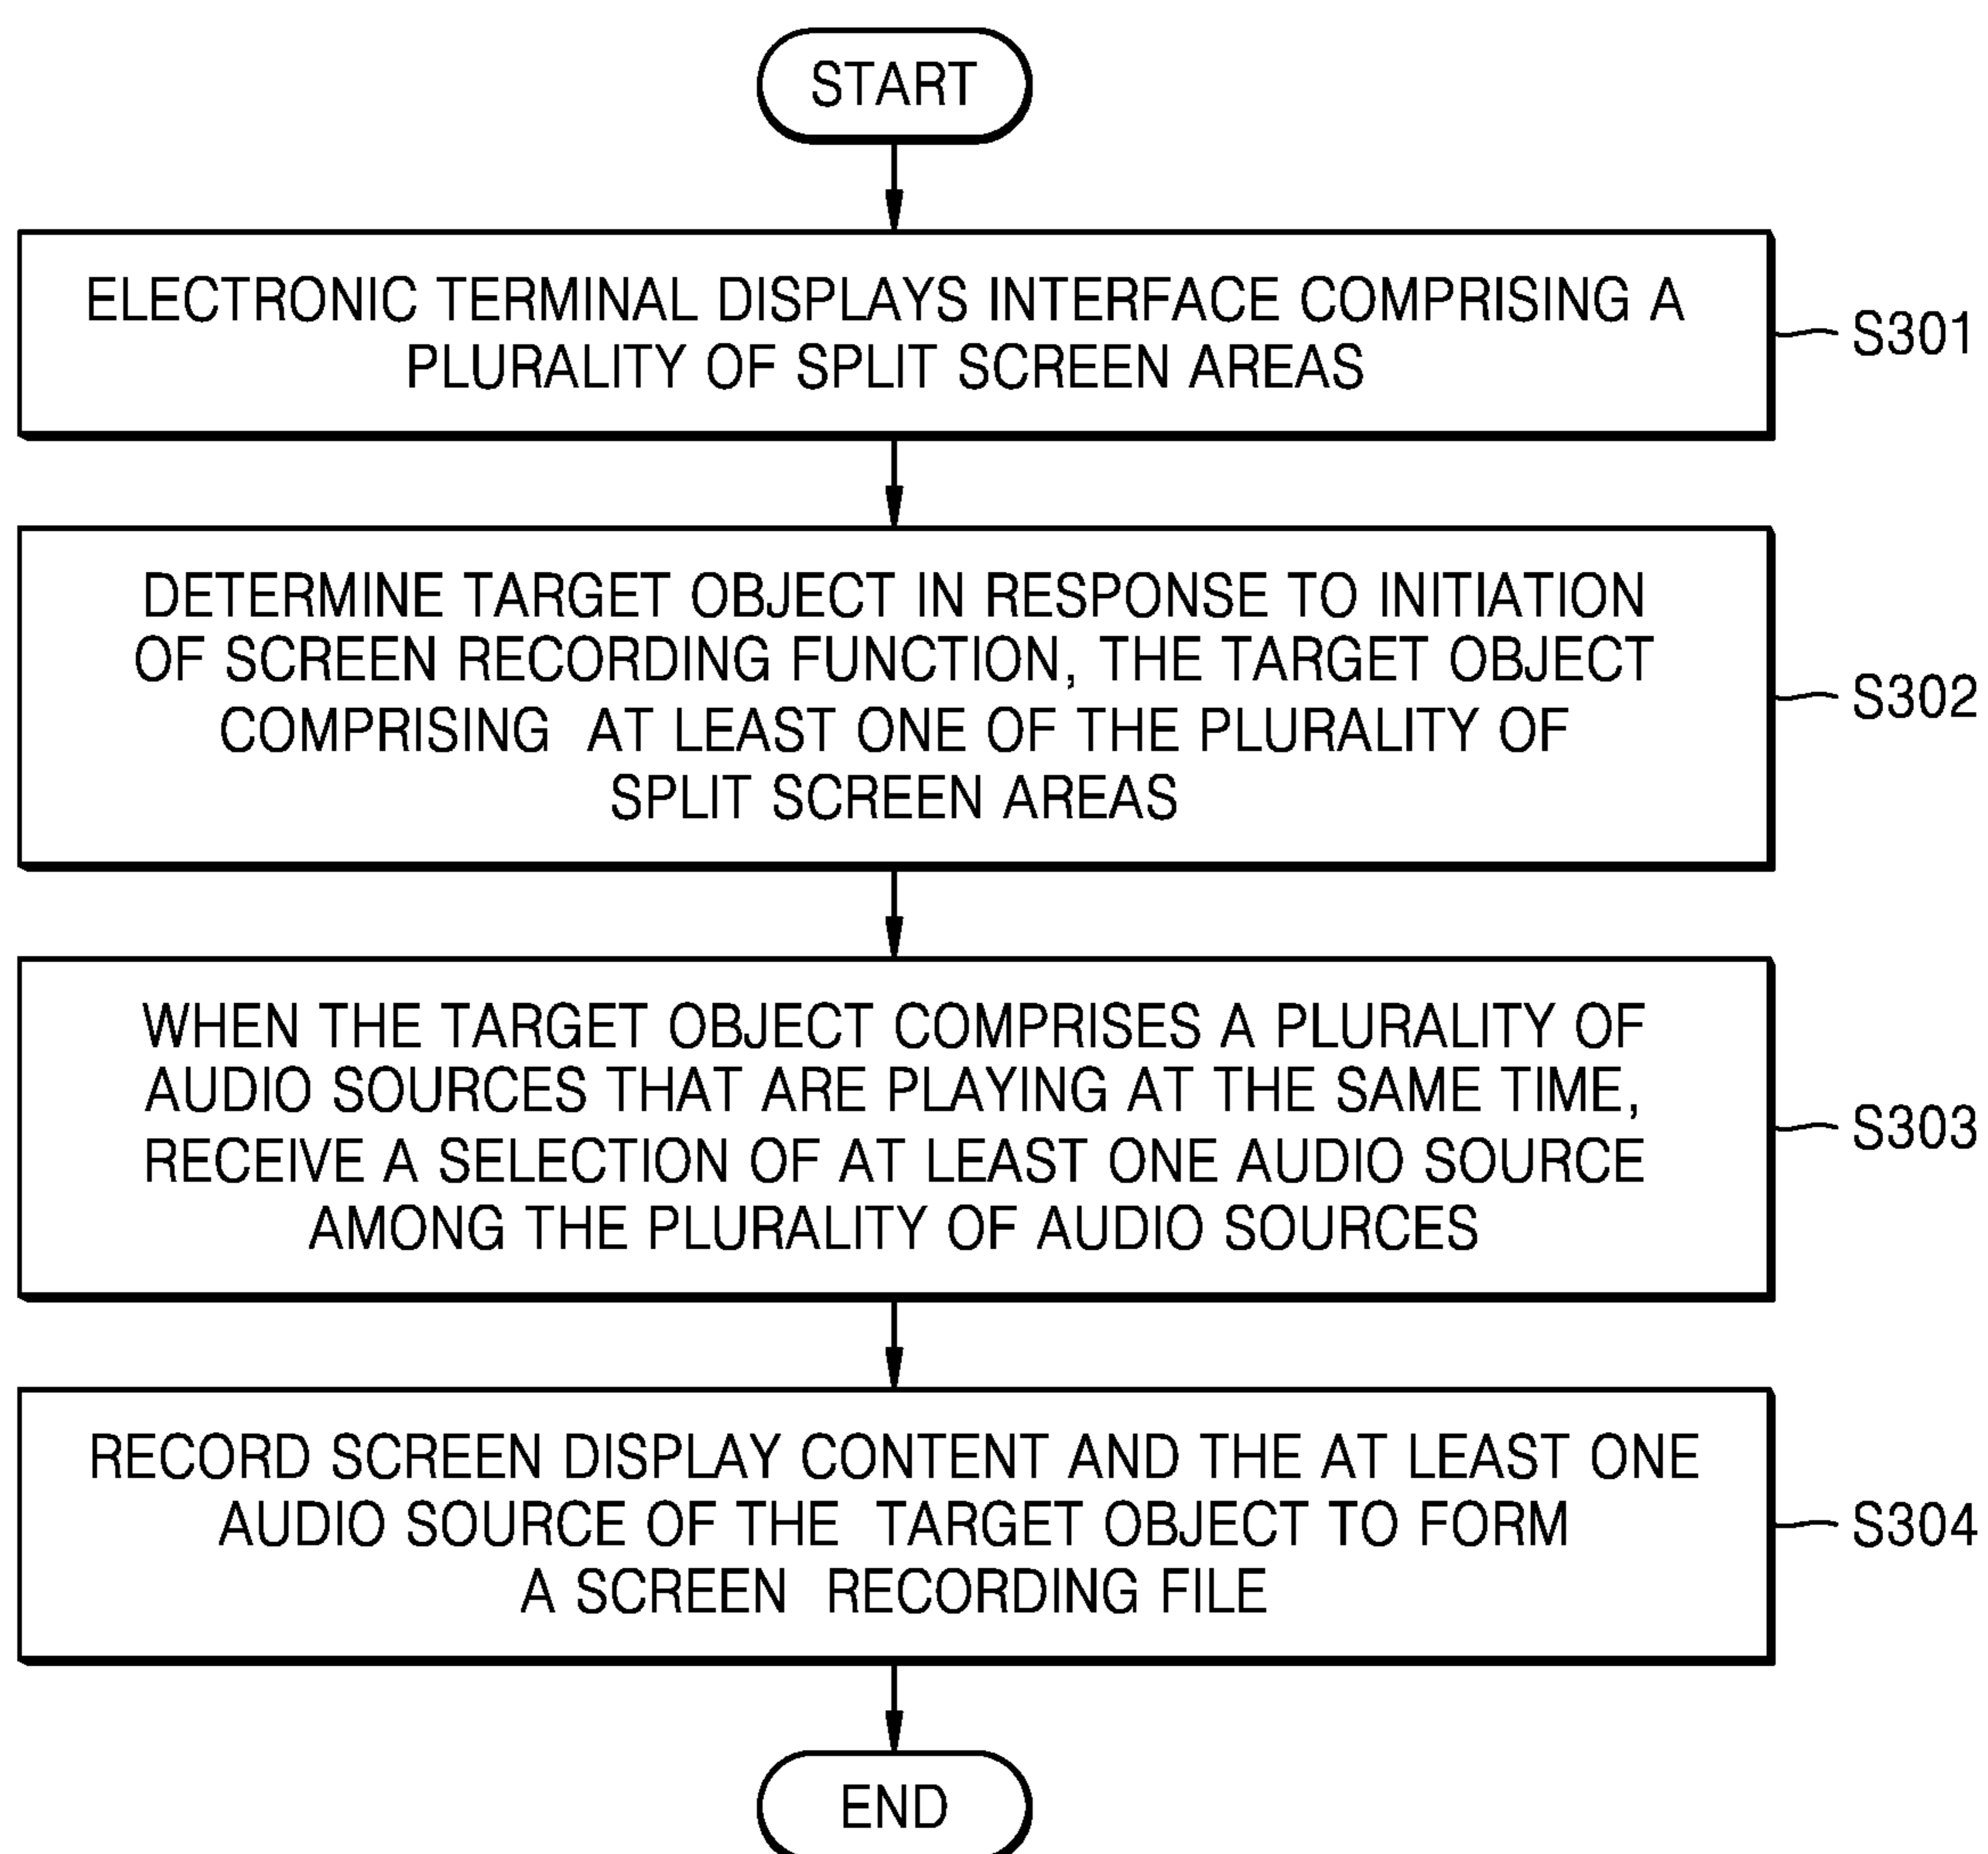 START
ELECTRONIC TERMINAL DISPLAYS INTERFACE COMPRISING A
PLURALITY OF SPLIT SCREEN AREAS
S301
DETERMINE TARGET OBJECT IN RESPONSE TO INITIATION
OF SCREEN RECORDING FUNCTION, THE TARGET OBJECT
COMPRISING AT LEAST ONE OF THE PLURALITY OF
SPLIT SCREEN AREAS
S302
WHEN THE TARGET OBJECT COMPRISES A PLURALITY OF
AUDIO SOURCES THAT ARE PLAYING AT THE SAME TIME,
RECEIVE A SELECTION OF AT LEAST ONE AUDIO SOURCE
AMONG THE PLURALITY OF AUDIO SOURCES
S303
RECORD SCREEN DISPLAY CONTENT AND THE AT LEAST ONE
AUDIO SOURCE OF THE TARGET OBJECT TO FORM
A SCREEN RECORDING FILE
S304
END